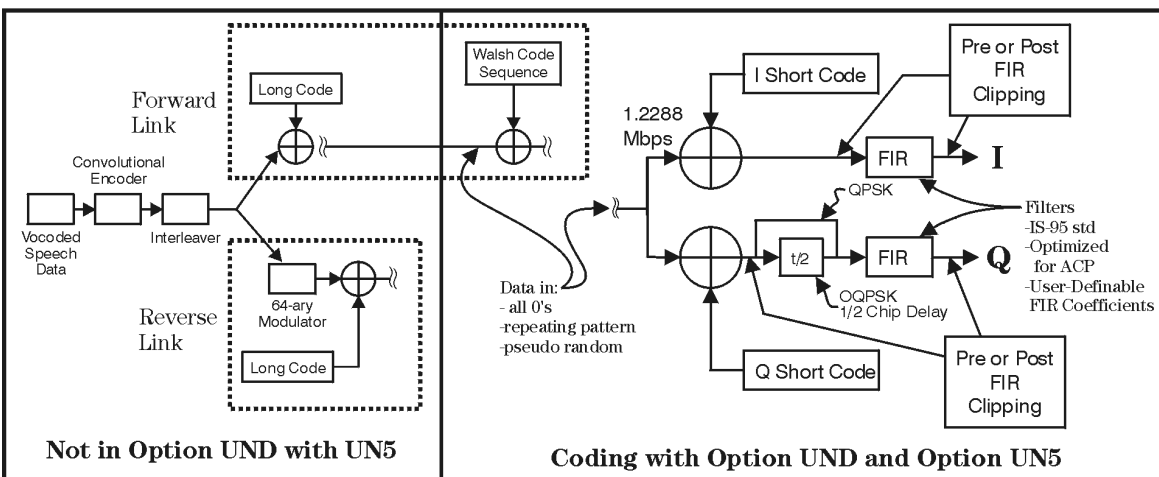 Forward
Link
Long Code
Walsh Code
Sequence
Convolutional
Encoder
Vocoded
Speech
Data
Interleaver
64-ary
Modulator
Reverse
Link
Long Code
Not in Option UND with UN5
Data in:
- all 0's
- repeating pattern
-pseudo random
1.2288
Mbps
I Short Code
Pre or Post
FIR
Clipping
FIR
I
QPSK
t/2
OQPSK
1/2 Chip Delay
FIR
Q
Filters
-IS-95 std
-Optimized
for ACP
-User-Definable
FIR Coefficients
Q Short Code
Pre or Post
FIR
Clipping
Coding with Option UND and Option UN5